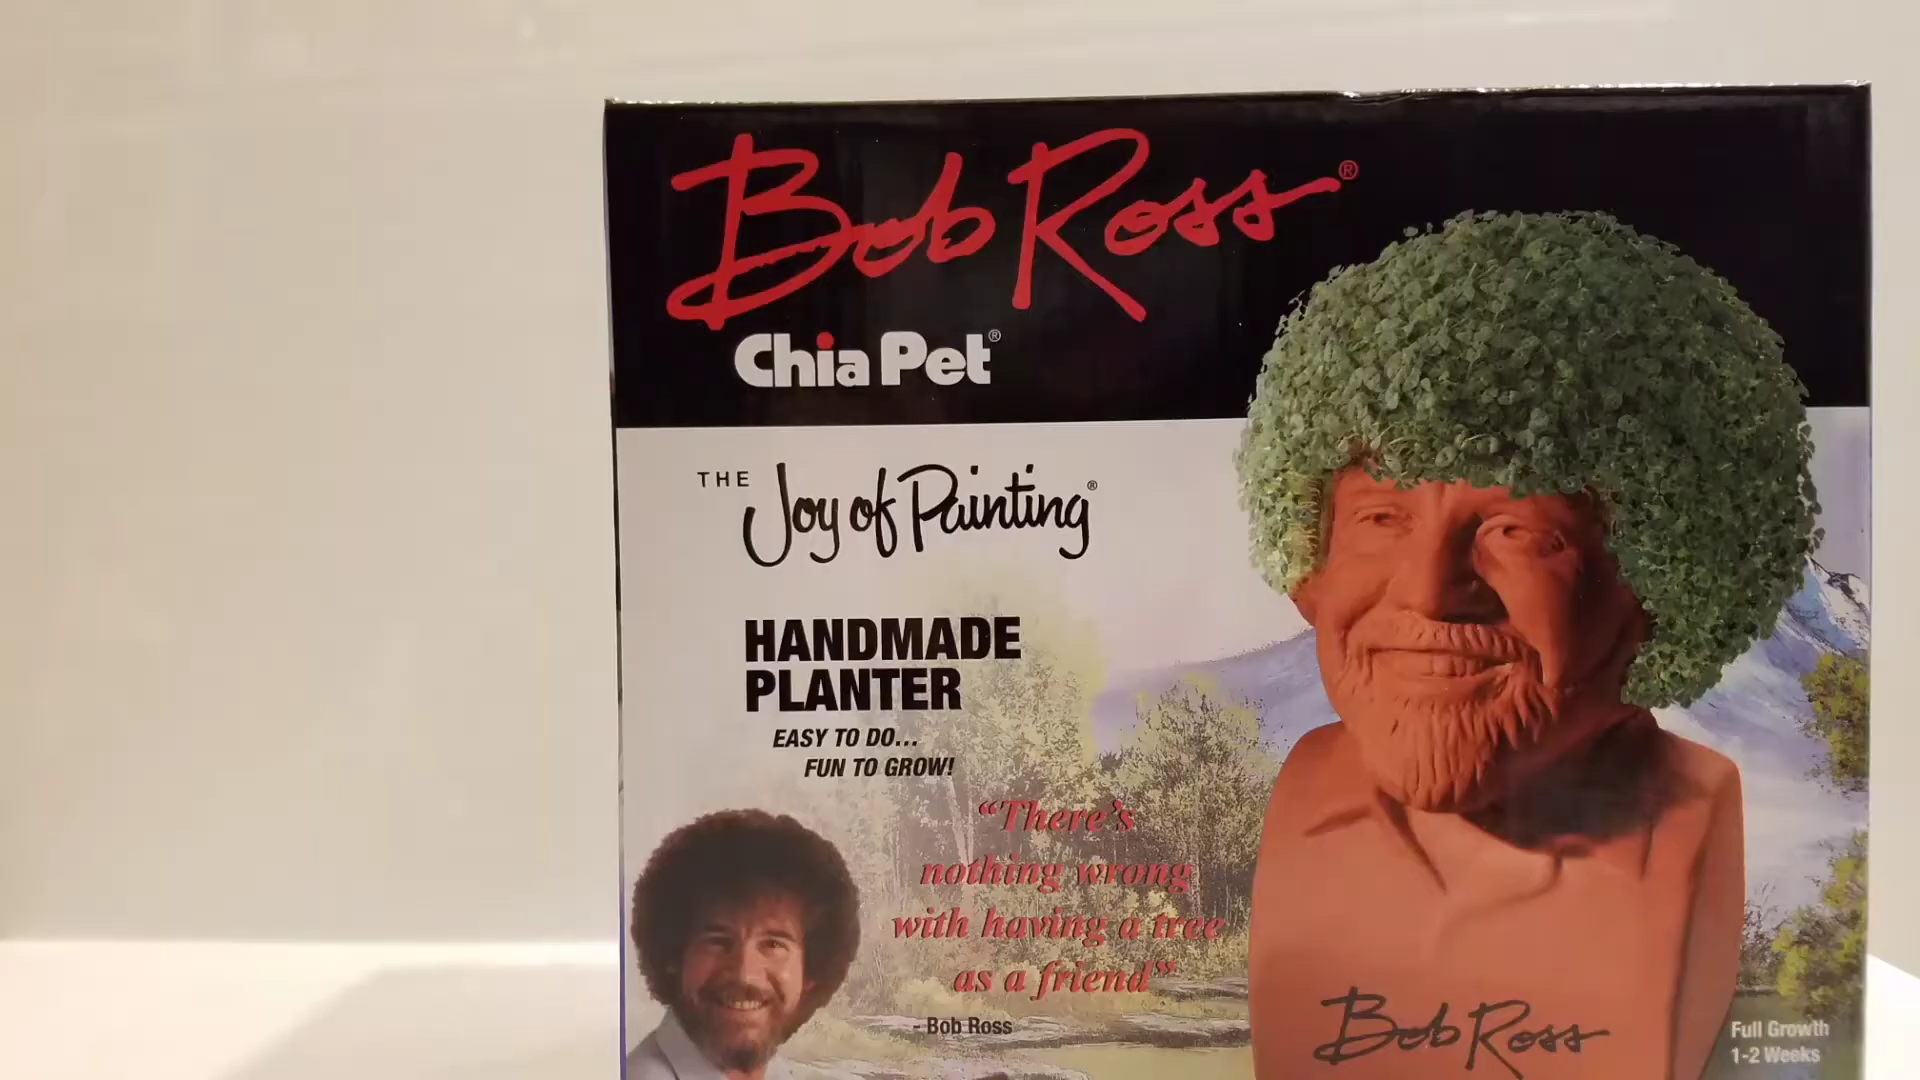 Bob Ross®
Chia Pet®
THE Joy of Painting®
HANDMADE
PLANTER
EASY TO DO...
FUN TO GROW!
“There's
nothing wrong
with having a tree
as a friend”
- Bob Ross
Bob Ross
Full Growth
1-2 Weeks